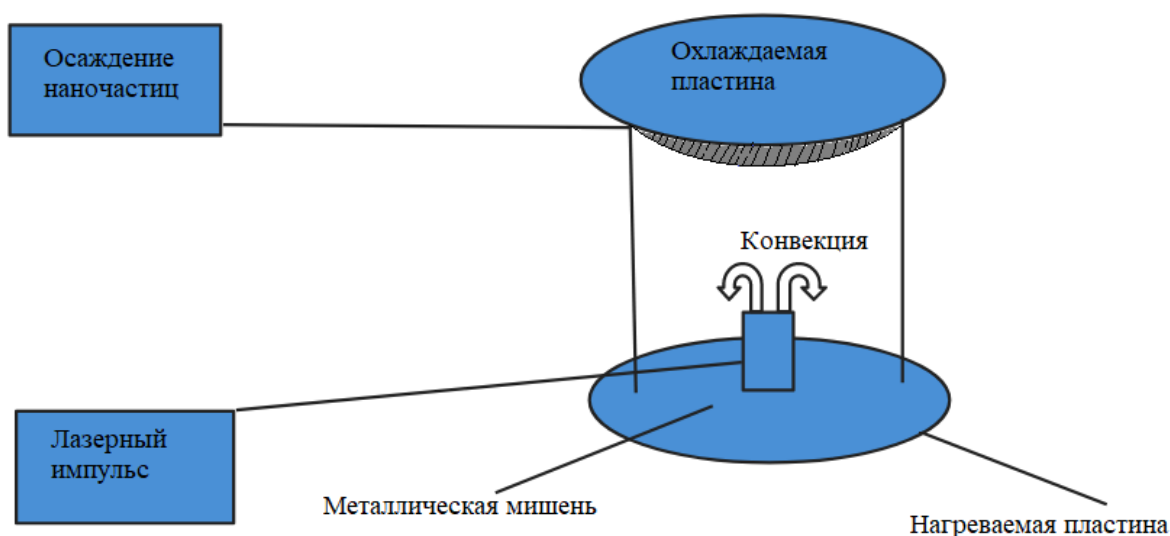 Осаждение
наночастиц
Охлаждаемая
пластина
Конвекция
Лазерный
импульс
Металлическая мишень
Нагреваемая пластина